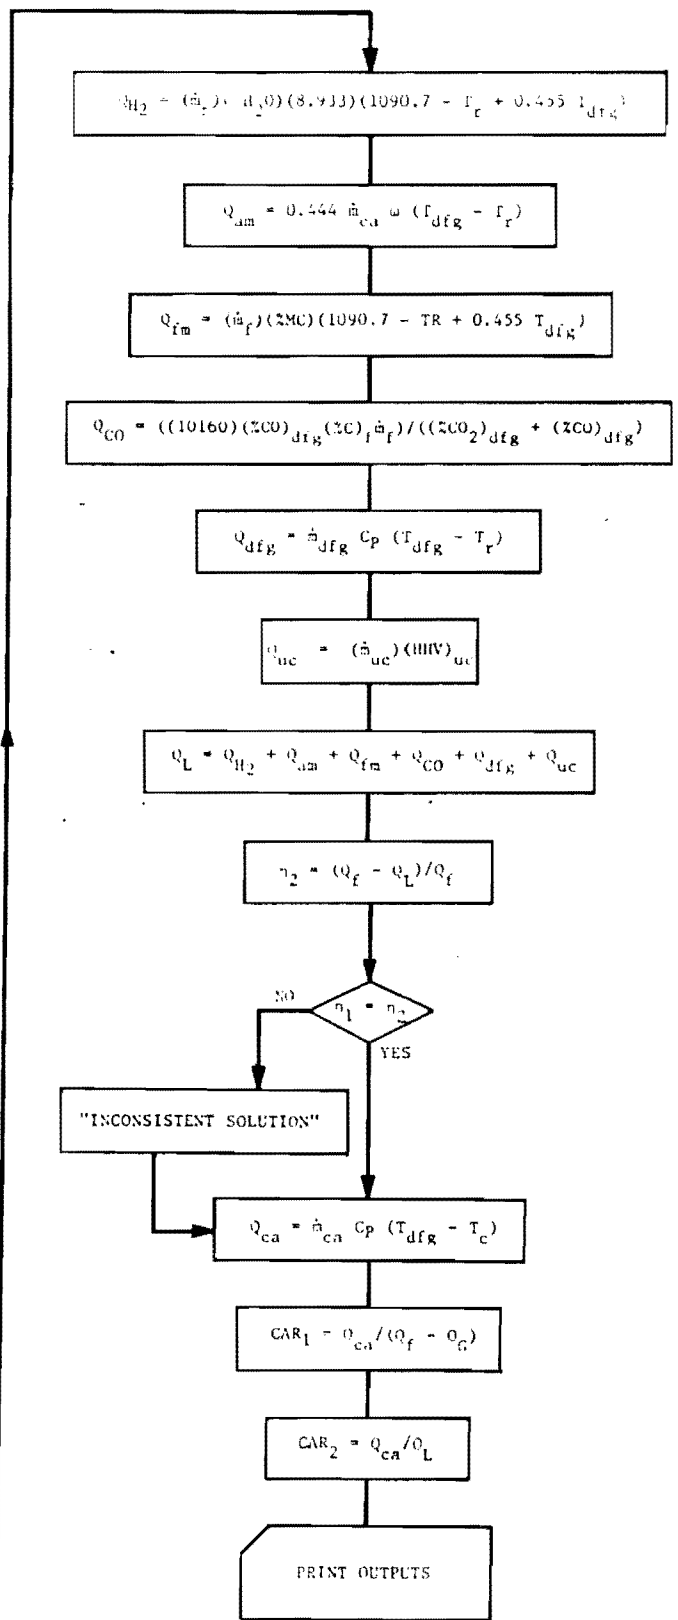 Q_H2 = (ṁ_f)( H_2O)(8.933)(1090.7 - T_r + 0.455 T_dfg)
Q_am = 0.444 ṁ_ca ω (T_dfg - T_r)
Q_fm = (ṁ_f)(%MC)(1090.7 - TR + 0.455 T_dfg)
Q_CO = ((10160)(%CO)_dfg(%C)_f ṁ_f)/((%CO_2)_dfg + (%CO)_dfg)
Q_dfg = ṁ_dfg Cp (T_dfg - T_r)
Q_uc = (ṁ_uc)(HHV)_uc
Q_L = Q_H2 + Q_am + Q_fm + Q_CO + Q_dfg + Q_uc
η_2 = (Q_f - Q_L)/Q_f
η_1 = η_2
NO
YES
"INCONSISTENT SOLUTION"
Q_ca = ṁ_ca Cp (T_dfg - T_c)
CAR_1 = Q_ca/(Q_f - Q_G)
CAR_2 = Q_ca/Q_L
PRINT OUTPUTS